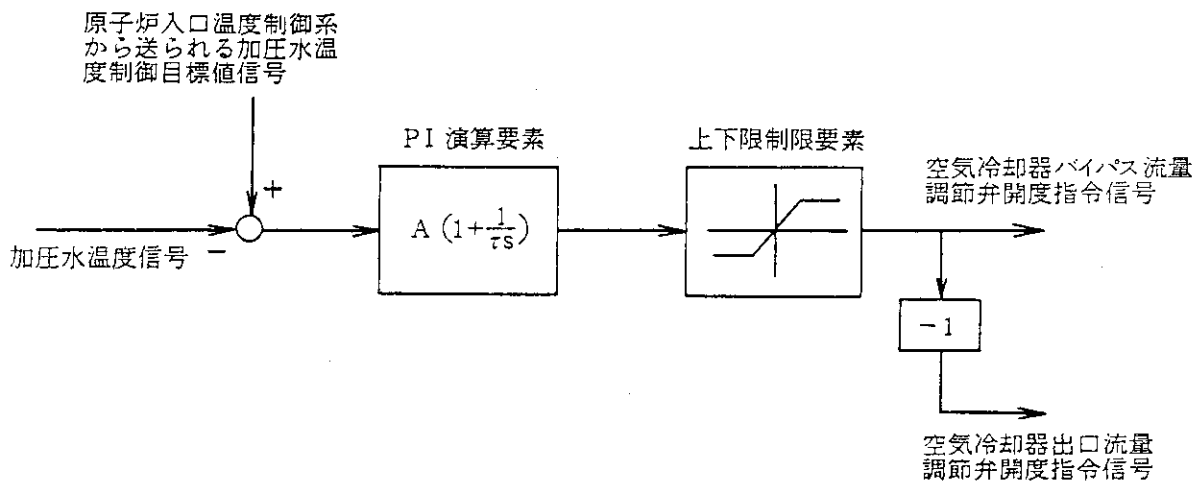 原子炉入口温度制御系
から送られる加圧水温
度制御目標値信号
PI 演算要素
上下限制限要素
空気冷却器バイパス流量
調節弁開度指令信号
+
A (1+1/τs)
加圧水温度信号
−
−1
空気冷却器出口流量
調節弁開度指令信号